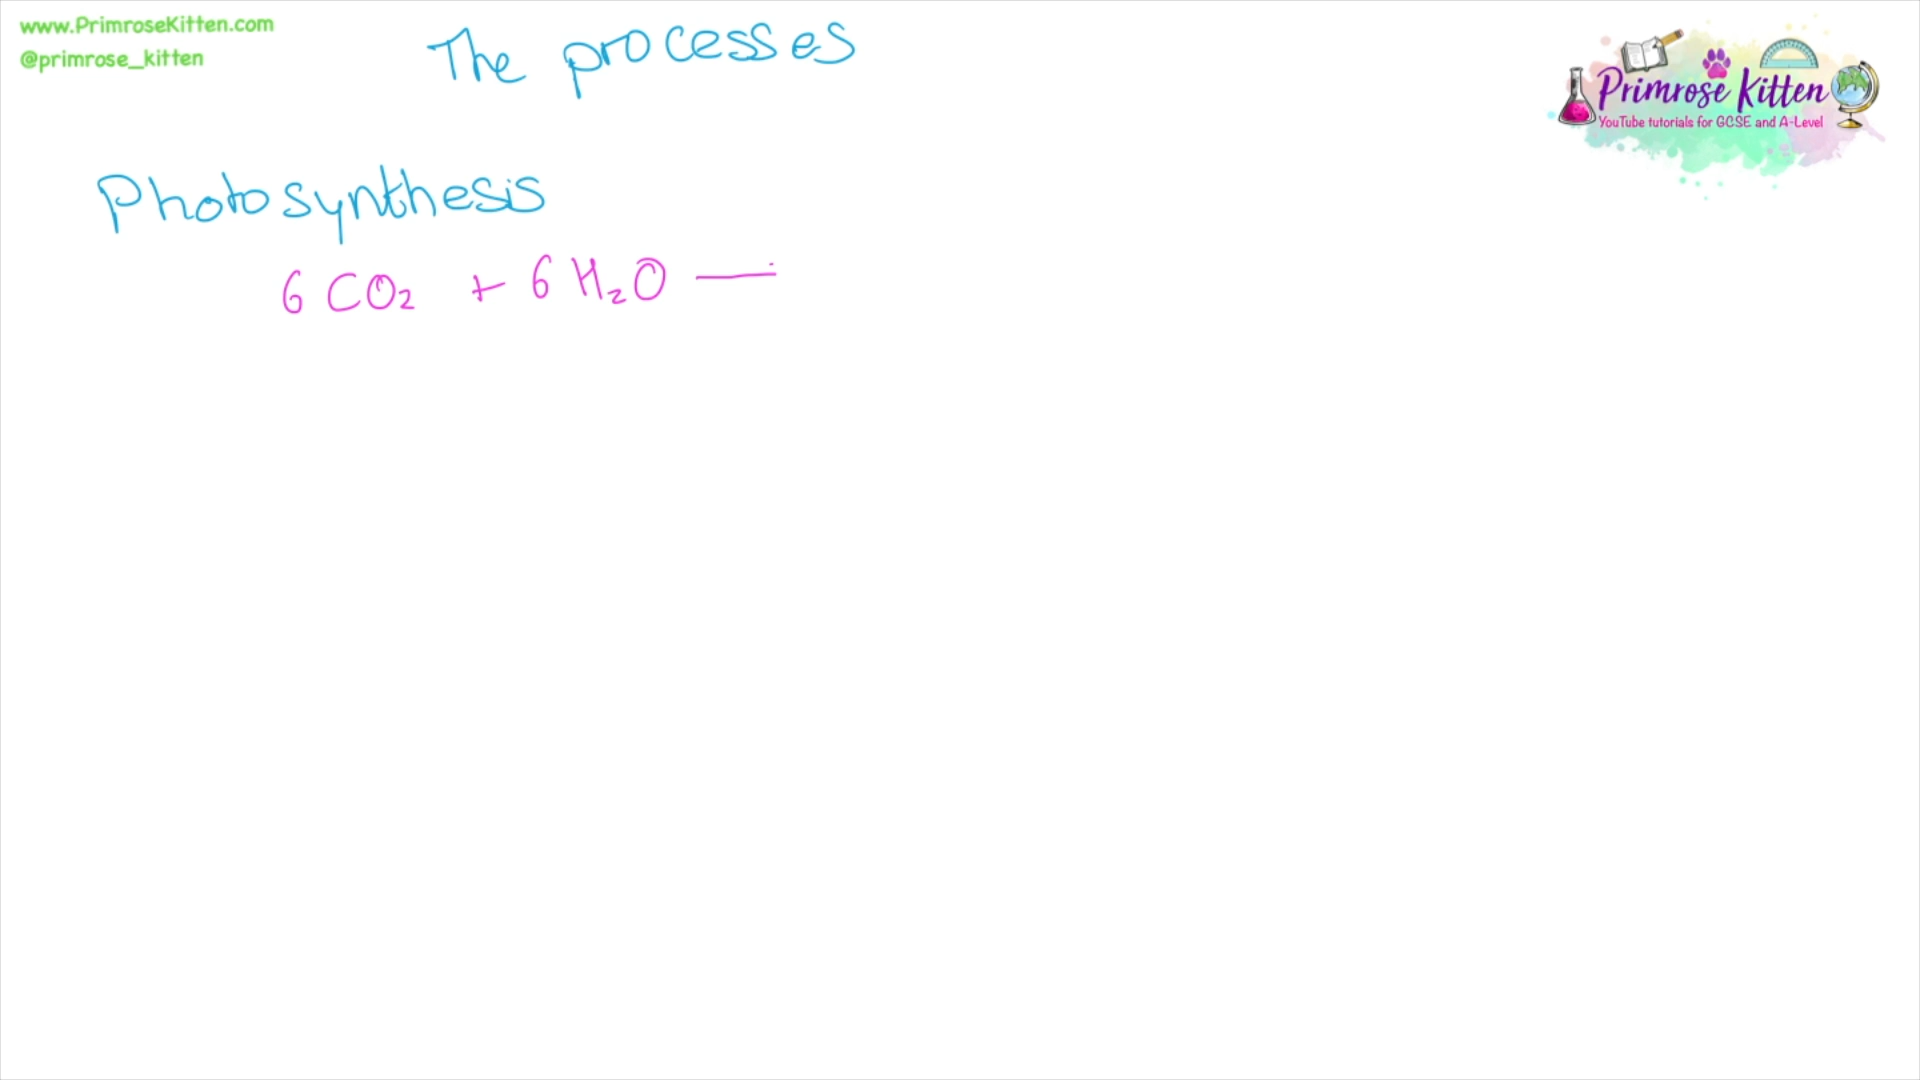 www.PrimroseKitten.com
@primrose_kitten
The processes
Primrose Kitten
YouTube tutorials for GCSE and A-Level
Photosynthesis
6 CO₂ + 6 H₂O —